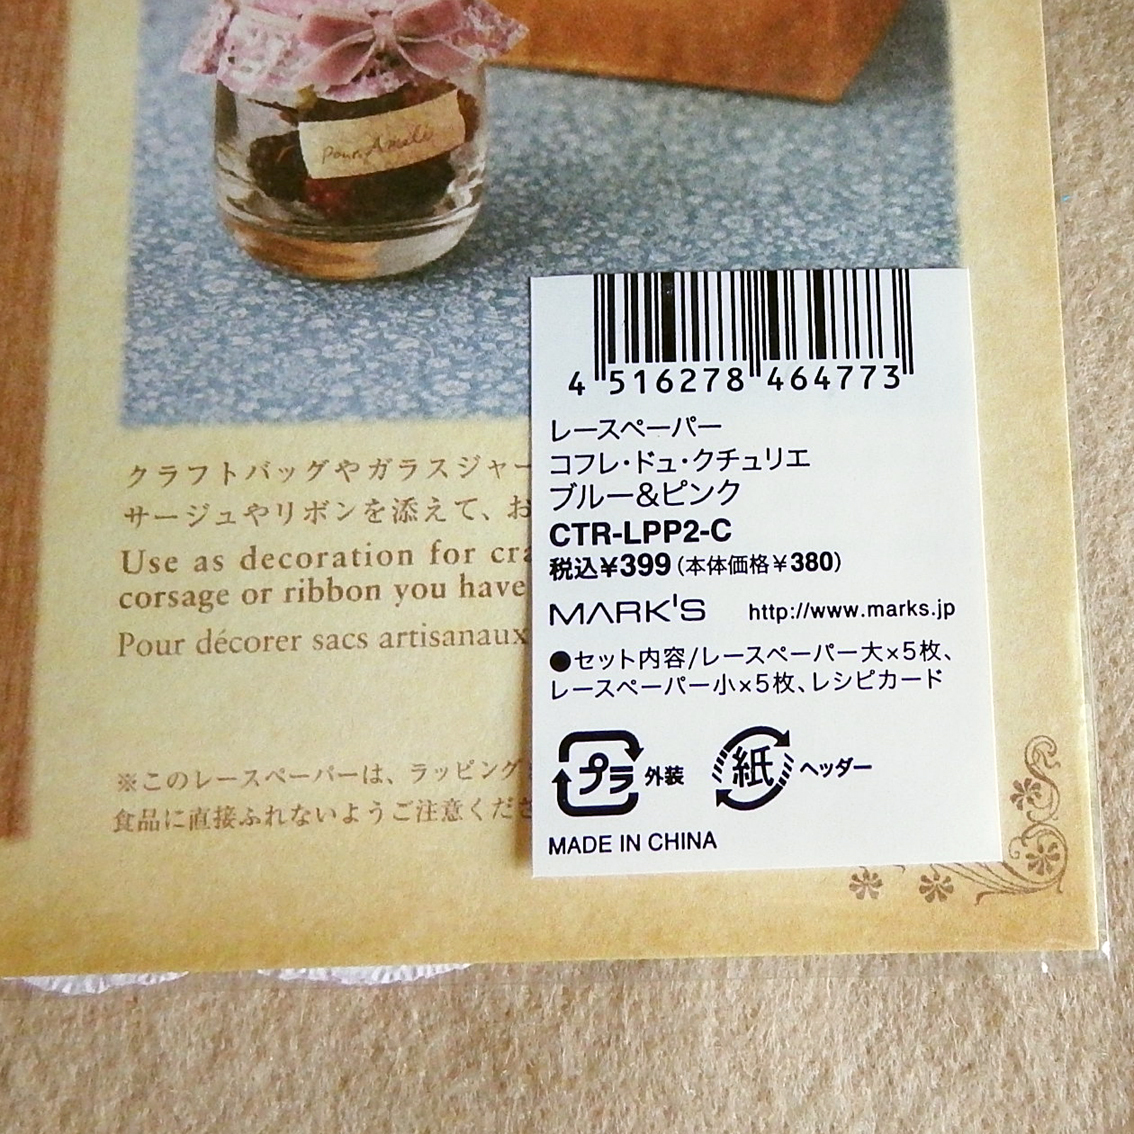 Pour Amélie
クラフトバッグやガラスジャー
サージュやリボンを添えて、お
Use as decoration for cra
corsage or ribbon you have
Pour décorer sacs artisanaux
※このレースペーパーは、ラッピング
食品に直接ふれないようご注意くださ
4 516278 464773
レースペーパー
コフレ・ドュ・クチュリエ
ブルー&ピンク
CTR-LPP2-C
税込¥399(本体価格¥380)
MARK'S http://www.marks.jp
●セット内容/レースペーパー大×5枚、
レースペーパー小×5枚、レシピカード
プラ 外装 紙 ヘッダー
MADE IN CHINA